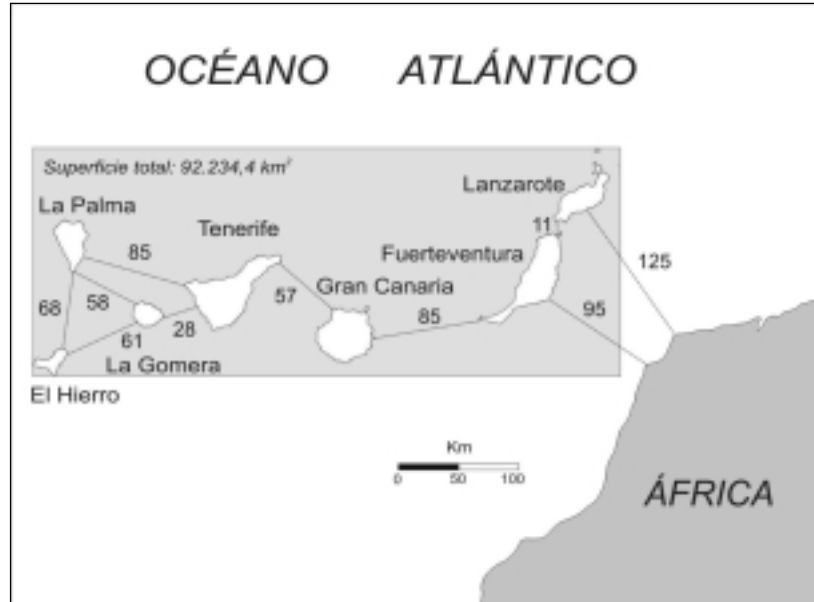 OCÉANO ATLÁNTICO
Superficie total: 92.234,4 km²
Lanzarote
La Palma
Tenerife
11
85
Fuerteventura
125
Gran Canaria
58
57
68
28
85
95
61
La Gomera
El Hierro
Km
0 50 100
ÁFRICA